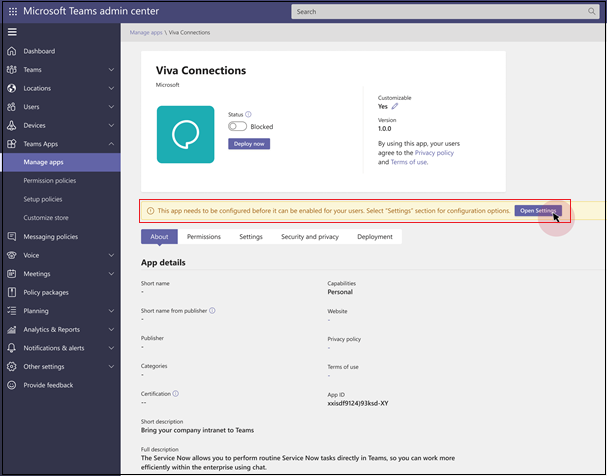 Microsoft Teams admin center
Search
Manage apps \ Viva Connections
Dashboard
Teams
Locations
Users
Devices
Teams Apps
Manage apps
Permission policies
Setup policies
Customize store
Messaging policies
Voice
Meetings
Policy packages
Planning
Analytics & Reports
Notifications & alerts
Other settings
Provide feedback
Viva Connections
Microsoft
Status
Blocked
Deploy now
Customizable
Yes
Version
1.0.0
By using this app, your users
agree to the Privacy policy
and Terms of use.
This app needs to be configured before it can be enabled for your users. Select "Settings" section for configuration options.
Open Settings
About
Permissions
Settings
Security and privacy
Deployment
App details
Short name
-
Capabilities
Personal
Short name from publisher
-
Website
-
Publisher
-
Privacy policy
-
Categories
-
Terms of use
-
Certification
--
App ID
xxisdf9124)93ksd-XY
Short description
Bring your company intranet to Teams
Full description
The Service Now allows you to perform routine Service Now tasks directly in Teams, so you can work more
efficiently within the enterprise using chat.